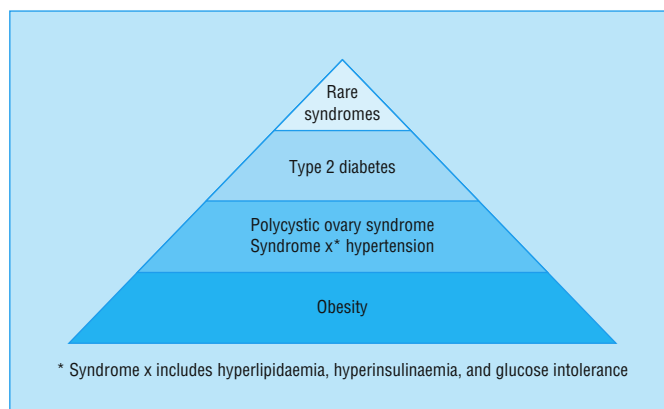 Rare
syndromes
Type 2 diabetes
Polycystic ovary syndrome
Syndrome x* hypertension
Obesity
* Syndrome x includes hyperlipidaemia, hyperinsulinaemia, and glucose intolerance